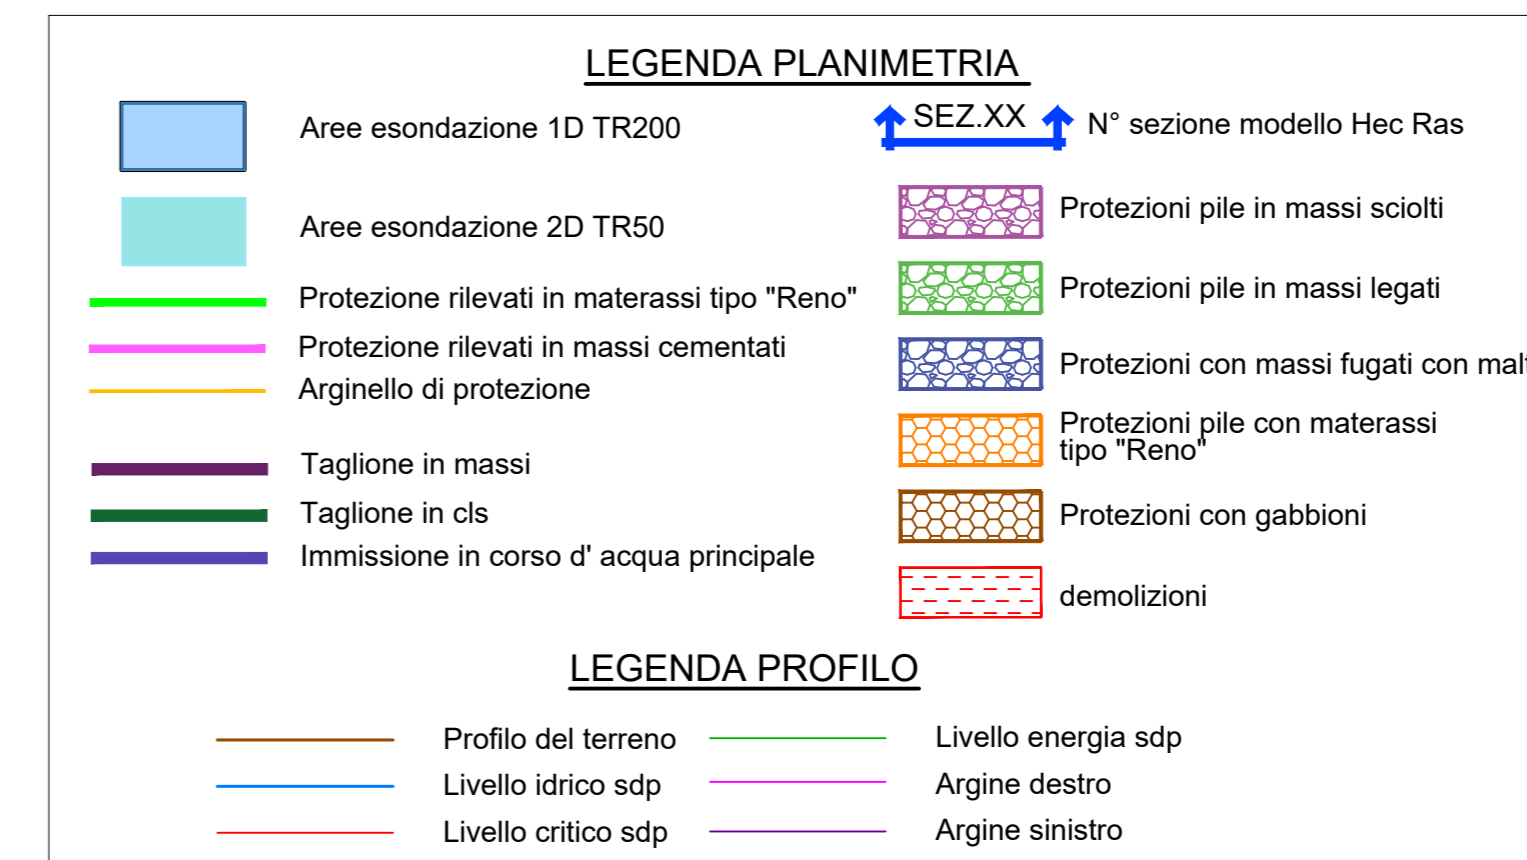 LEGENDA PLANIMETRIA
Aree esondazione 1D TR200
Aree esondazione 2D TR50
Protezione rilevati in materassi tipo "Reno"
Protezione rilevati in massi cementati
Arginello di protezione
Taglione in massi
Taglione in cls
Immissione in corso d' acqua principale
SEZ.XX
N° sezione modello Hec Ras
Protezioni pile in massi sciolti
Protezioni pile in massi legati
Protezioni con massi fugati con
Protezioni pile con materassi
tipo "Reno"
Protezioni con gabbioni
demolizioni
LEGENDA PROFILO
Profilo del terreno
Livello idrico sdp
Livello critico sdp
Livello energia sdp
Argine destro
Argine sinistro